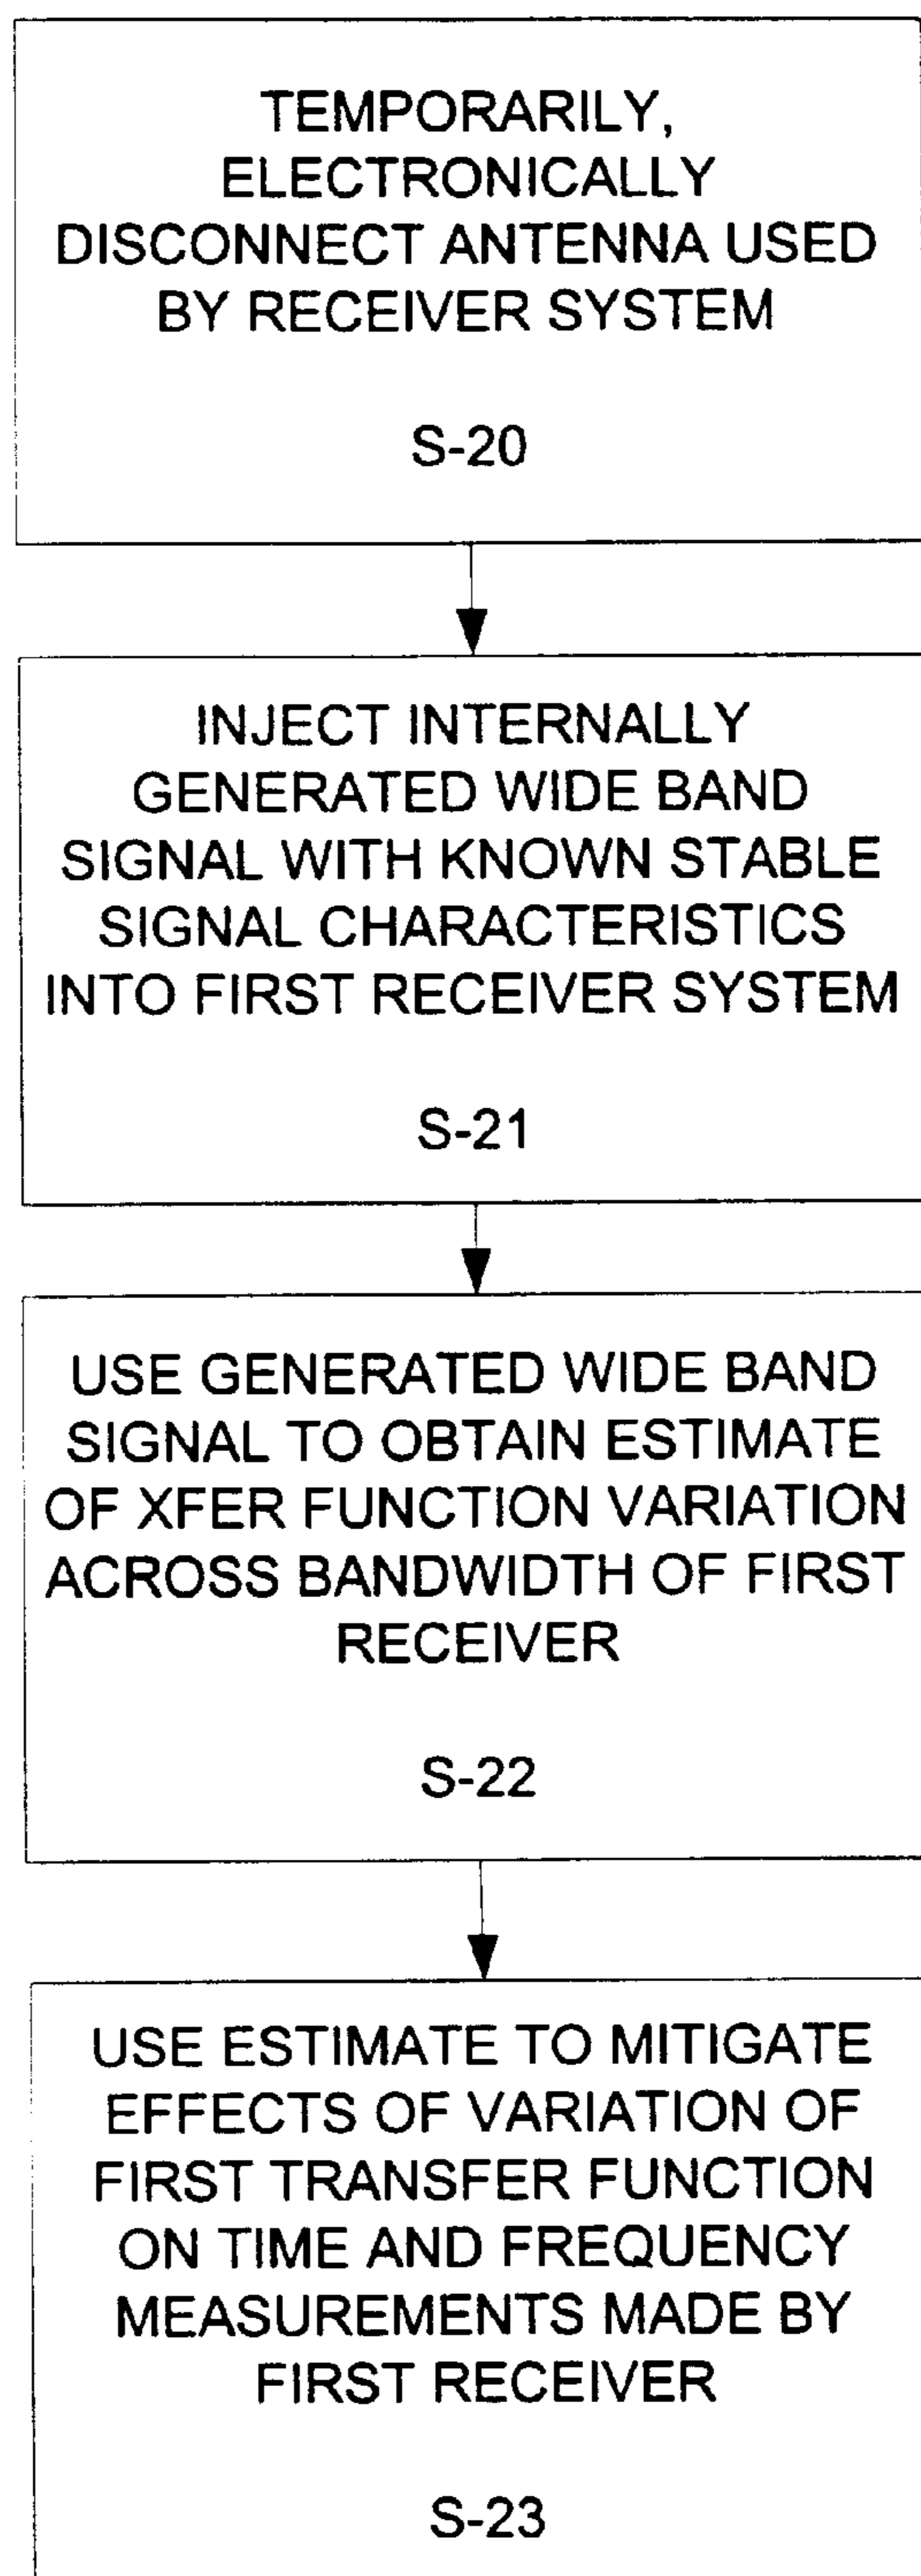 TEMPORARILY,
ELECTRONICALLY
DISCONNECT ANTENNA USED
BY RECEIVER SYSTEM
S-20
INJECT INTERNALLY
GENERATED WIDE BAND
SIGNAL WITH KNOWN STABLE
SIGNAL CHARACTERISTICS
INTO FIRST RECEIVER SYSTEM
S-21
USE GENERATED WIDE BAND
SIGNAL TO OBTAIN ESTIMATE
OF XFER FUNCTION VARIATION
ACROSS BANDWIDTH OF FIRST
RECEIVER
S-22
USE ESTIMATE TO MITIGATE
EFFECTS OF VARIATION OF
FIRST TRANSFER FUNCTION
ON TIME AND FREQUENCY
MEASUREMENTS MADE BY
FIRST RECEIVER
S-23